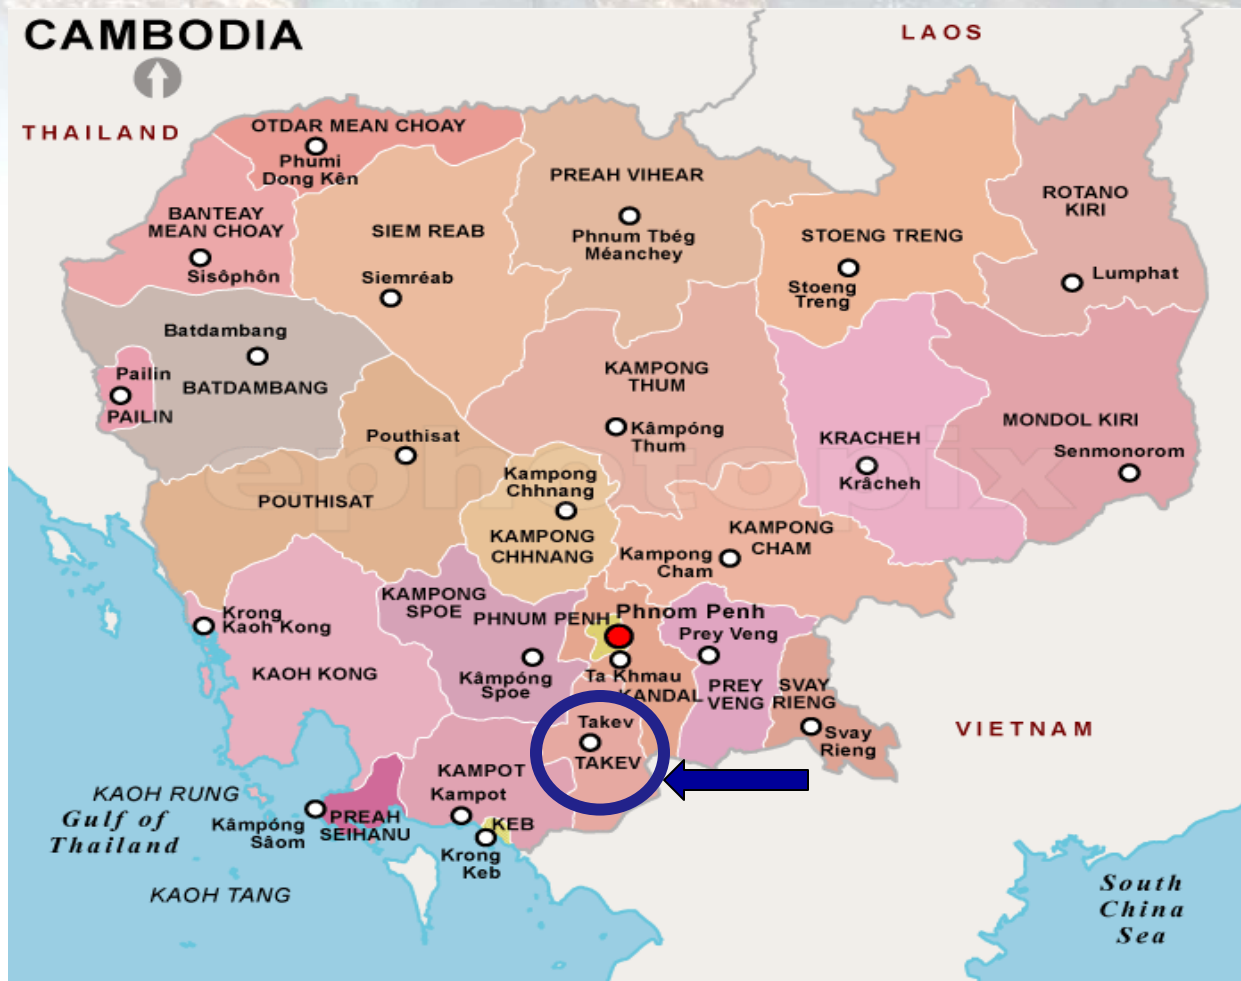 CAMBODIA
LAOS
THAILAND
OTDAR MEAN CHOAY
Phumi
Dong Kên
PREAH VIHEAR
Phnum Tbég
Méanchey
ROTANO
KIRI
Lumphat
BANTEAY
MEAN CHOAY
Sisôphôn
SIEM REAB
Siemréab
STOENG TRENG
Stoeng
Treng
Batdambang
BATDAMBANG
Pailin
PAILIN
KAMPONG
THUM
Kâmpóng
Thum
KRACHEH
Krâcheh
MONDOL KIRI
Senmonorom
Pouthisat
POUTHISAT
ephotopix
Kampong
Chhnang
KAMPONG
CHHNANG
KAMPONG
CHAM
Kampong
Cham
KAMPONG
SPOE
Kâmpóng
Spoe
PHNUM PENH
Phnom Penh
Prey Veng
PREY
VENG
Ta Khmau
KANDAL
SVAY
RIENG
Svay
Rieng
Krong
Kaoh Kong
KAOH KONG
Takev
TAKEV
VIETNAM
KAMPOT
Kampot
KEB
Krong
Keb
KAOH RUNG
Gulf of
Thailand
Kâmpóng
Sâom
PREAH
SEIHANU
KAOH TANG
South
China
Sea